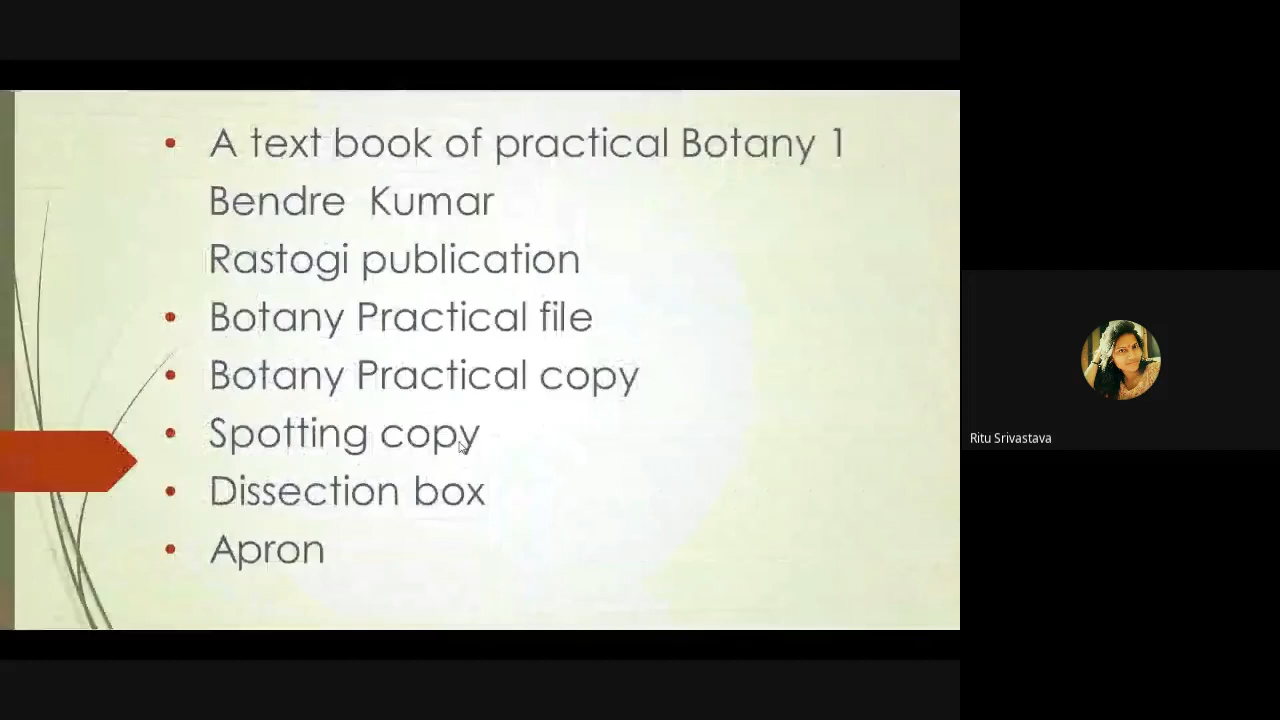 A text book of practical Botany 1
Bendre Kumar
Rastogi publication
Botany Practical file
Botany Practical copy
Spotting copy
Dissection box
Apron
Ritu Srivastava